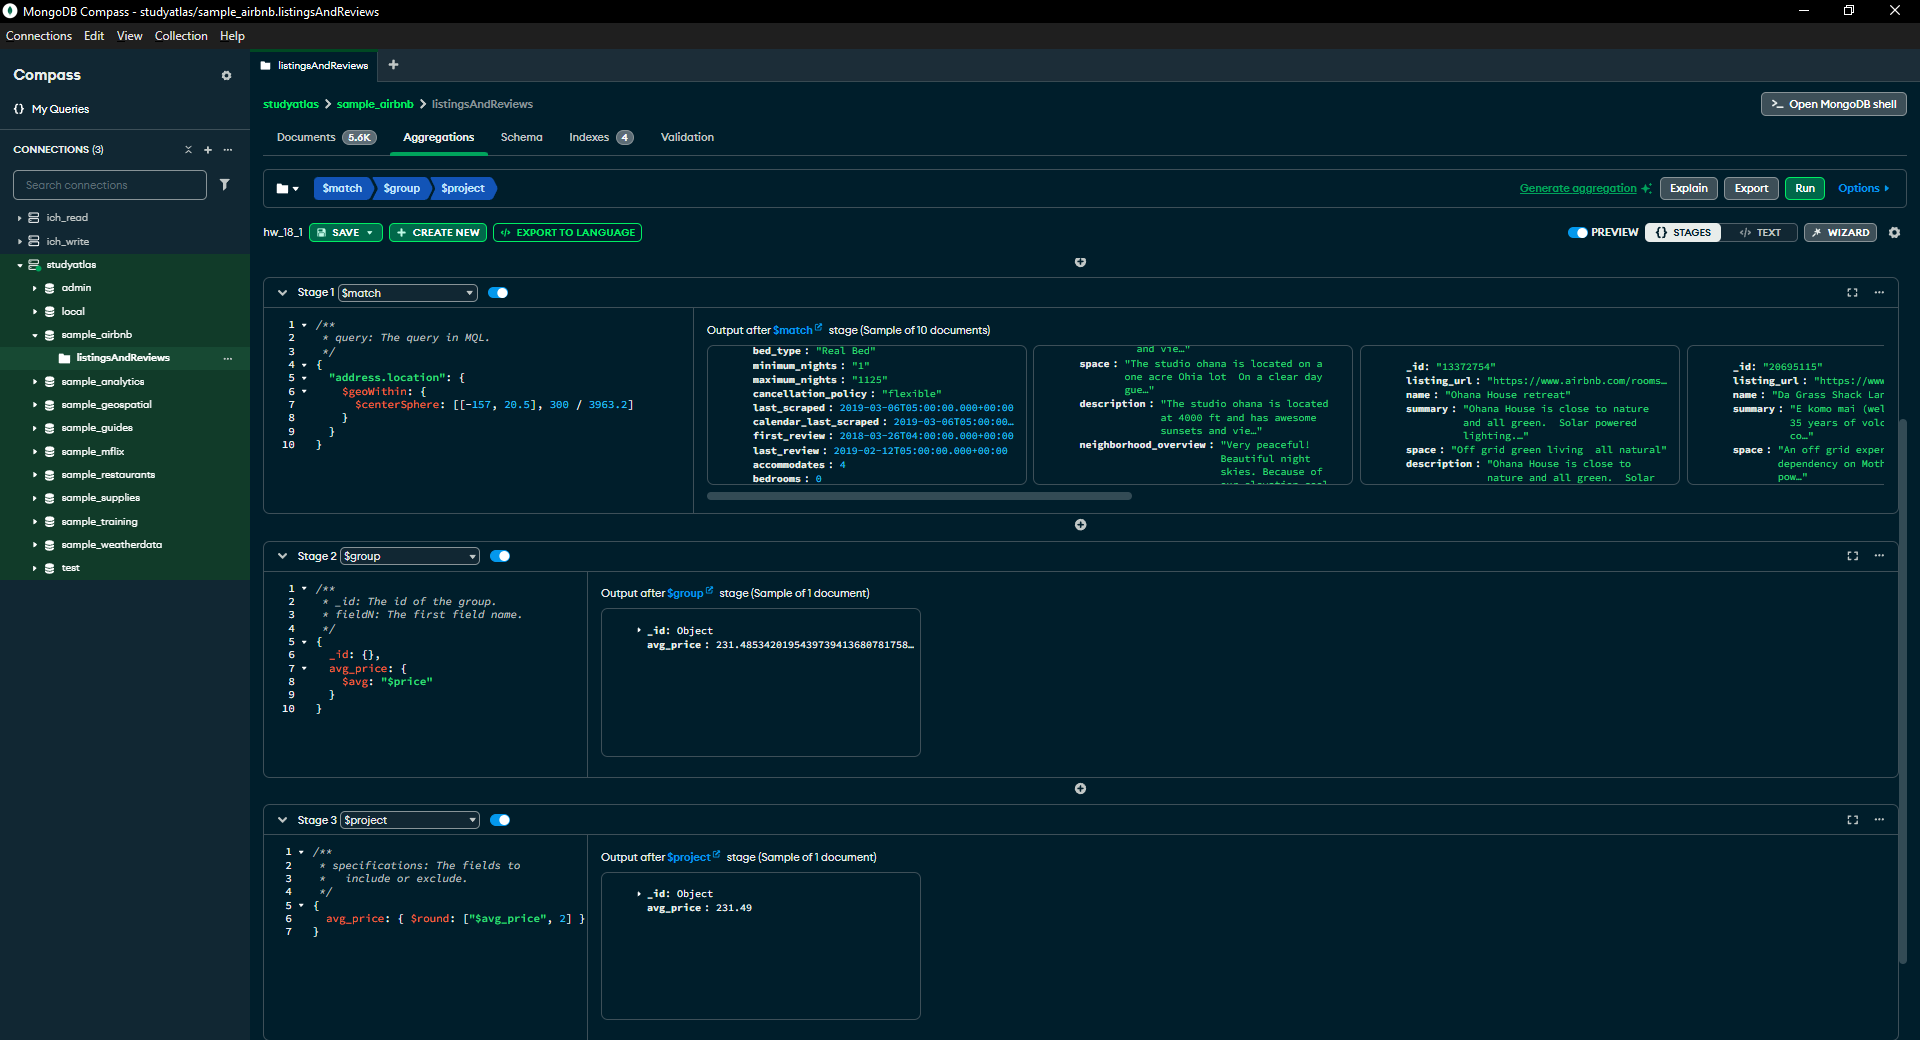 MongoDB Compass - studyatlas/sample_airbnb.listingsAndReviews
Connections Edit View Collection Help
Compass
{} My Queries
CONNECTIONS (3)
Search connections
ich_read
ich_write
studyatlas
admin
local
sample_airbnb
listingsAndReviews
sample_analytics
sample_geospatial
sample_guides
sample_mflix
sample_restaurants
sample_supplies
sample_training
sample_weatherdata
test
listingsAndReviews
studyatlas > sample_airbnb > listingsAndReviews
>_ Open MongoDB shell
Documents 5.6K Aggregations Schema Indexes 4 Validation
$match $group $project
Generate aggregation Explain Export Run Options
hw_18_1 SAVE + CREATE NEW </> EXPORT TO LANGUAGE
PREVIEW {} STAGES </> TEXT WIZARD
Stage 1 $match
1 /**
2 * query: The query in MQL.
3 */
4 {
5 "address.location": {
6 $geoWithin: {
7 $centerSphere: [[-157, 20.5], 300 / 3963.2]
8 }
9 }
10 }
Output after $match stage (Sample of 10 documents)
bed_type : "Real Bed"
minimum_nights : "1"
maximum_nights : "1125"
cancellation_policy : "flexible"
last_scraped : 2019-03-06T05:00:00.000+00:00
calendar_last_scraped : 2019-03-06T05:00:00…
first_review : 2018-03-26T04:00:00.000+00:00
last_review : 2019-02-12T05:00:00.000+00:00
accommodates : 4
bedrooms : 0
and vie…"
space : "The studio ohana is located on a
one acre Ohia lot On a clear day
gue…"
description : "The studio ohana is located
at 4000 ft and has awesome
sunsets and vie…"
neighborhood_overview : "Very peaceful!
Beautiful night
skies. Because of
our elevation cool
_id: "13372754"
listing_url : "https://www.airbnb.com/rooms…
name : "Ohana House retreat"
summary : "Ohana House is close to nature
and all green. Solar powered
lighting.…"
space : "Off grid green living all natural"
description : "Ohana House is close to
nature and all green. Solar
_id: "20695115"
listing_url : "https://www
name : "Da Grass Shack Lan
summary : "E komo mai (wel
35 years of volc
co…"
space : "An off grid exper
dependency on Moth
pow…"
Stage 2 $group
1 /**
2 * _id: The id of the group.
3 * fieldN: The first field name.
4 */
5 {
6 _id: {},
7 avg_price: {
8 $avg: "$price"
9 }
10 }
Output after $group stage (Sample of 1 document)
_id: Object
avg_price : 231.4853420195439739413680781758…
Stage 3 $project
1 /**
2 * specifications: The fields to
3 * include or exclude.
4 */
5 {
6 avg_price: { $round: ["$avg_price", 2] }
7 }
Output after $project stage (Sample of 1 document)
_id: Object
avg_price : 231.49